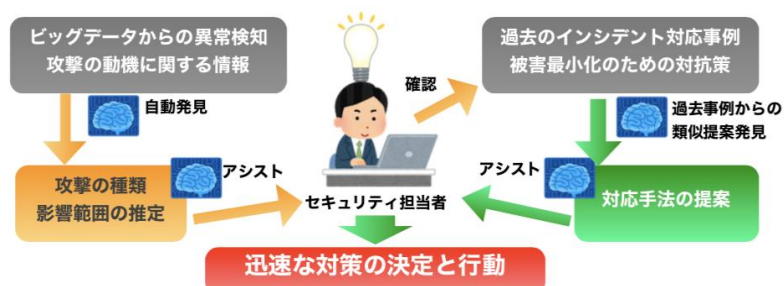 ビッグデータからの異常検知
攻撃の動機に関する情報
自動発見
攻撃の種類
影響範囲の推定
アシスト
確認
セキュリティ担当者
過去のインシデント対応事例
被害最小化のための対抗策
過去事例からの
類似提案発見
アシスト
対応手法の提案
迅速な対策の決定と行動